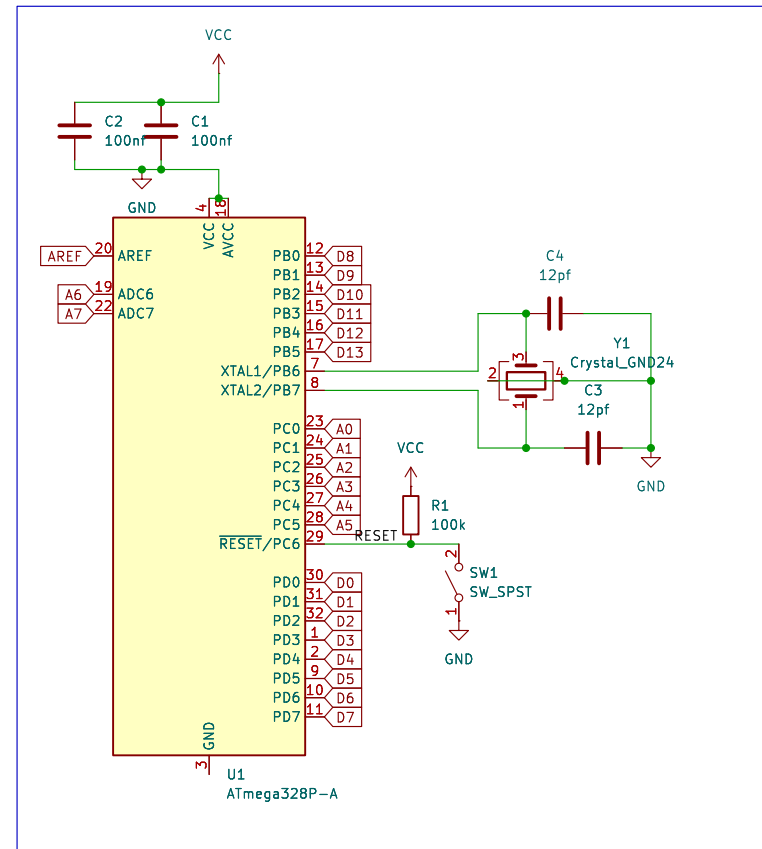 VCC
C2
100nf
C1
100nf
GND
4
18
VCC
AVCC
AREF
20
AREF
A6
19
ADC6
A7
22
ADC7
PB0
12
D8
PB1
13
D9
PB2
14
D10
PB3
15
D11
PB4
16
D12
PB5
17
D13
XTAL1/PB6
7
XTAL2/PB7
8
C4
12pf
Y1
Crystal_GND24
3
2
4
1
C3
12pf
GND
PC0
23
A0
PC1
24
A1
PC2
25
A2
PC3
26
A3
PC4
27
A4
PC5
28
A5
RESET/PC6
29
RESET
VCC
R1
100k
2
SW1
SW_SPST
1
GND
PD0
30
D0
PD1
31
D1
PD2
32
D2
PD3
1
D3
PD4
2
D4
PD5
9
D5
PD6
10
D6
PD7
11
D7
GND
3
U1
ATmega328P-A